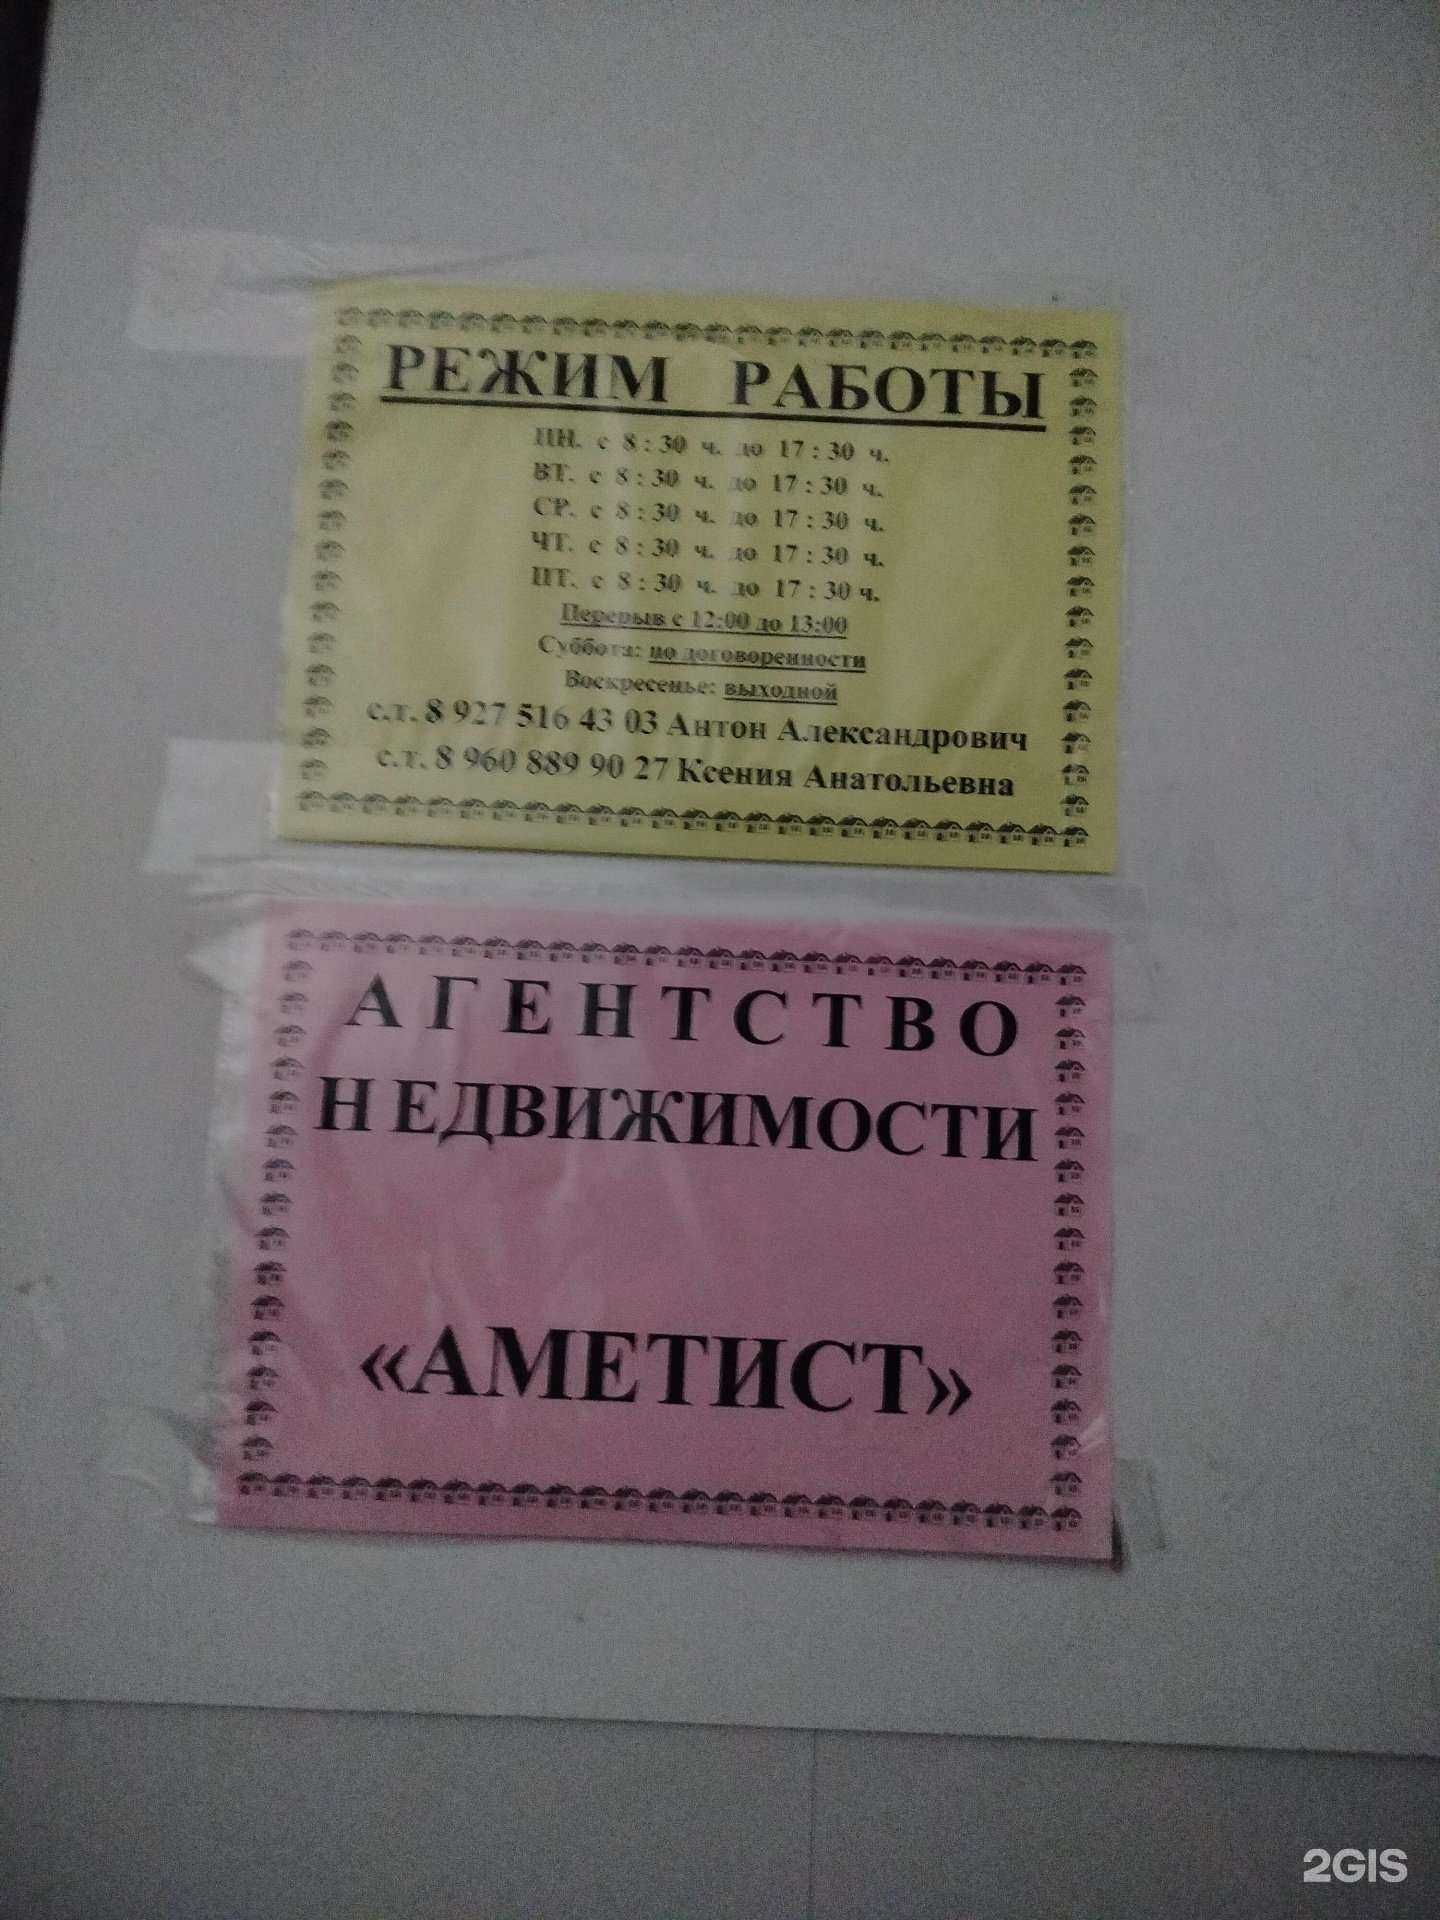 РЕЖИМ РАБОТЫ
ПН. с 8 : 30 ч. до 17 : 30 ч.
ВТ. с 8 : 30 ч. до 17 : 30 ч.
СР. с 8 : 30 ч. до 17 : 30 ч.
ЧТ. с 8 : 30 ч. до 17 : 30 ч.
ПТ. с 8 : 30 ч. до 17 : 30 ч.
Перерыв с 12:00 до 13:00
Суббота: по договоренности
Воскресенье: выходной
с.т. 8 927 516 43 03 Антон Александрович
с.т. 8 960 889 90 27 Ксения Анатольевна
АГЕНТСТВО
НЕДВИЖИМОСТИ
«АМЕТИСТ»
2GIS